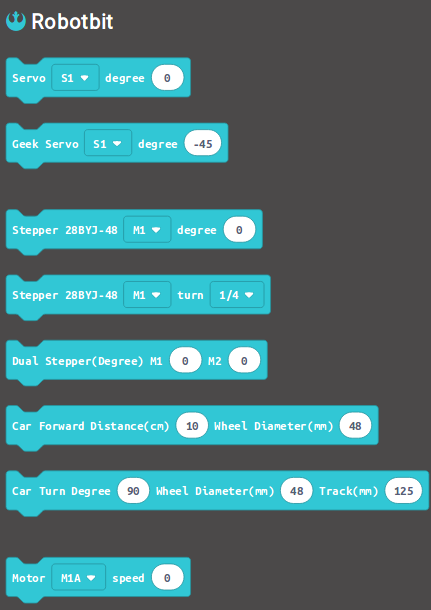 Robotbit
Servo S1 degree 0
Geek Servo S1 degree -45
Stepper 28BYJ-48 M1 degree 0
Stepper 28BYJ-48 M1 turn 1/4
Dual Stepper(Degree) M1 0 M2 0
Car Forward Distance(cm) 10 Wheel Diameter(mm) 48
Car Turn Degree 90 Wheel Diameter(mm) 48 Track(mm) 125
Motor M1A speed 0